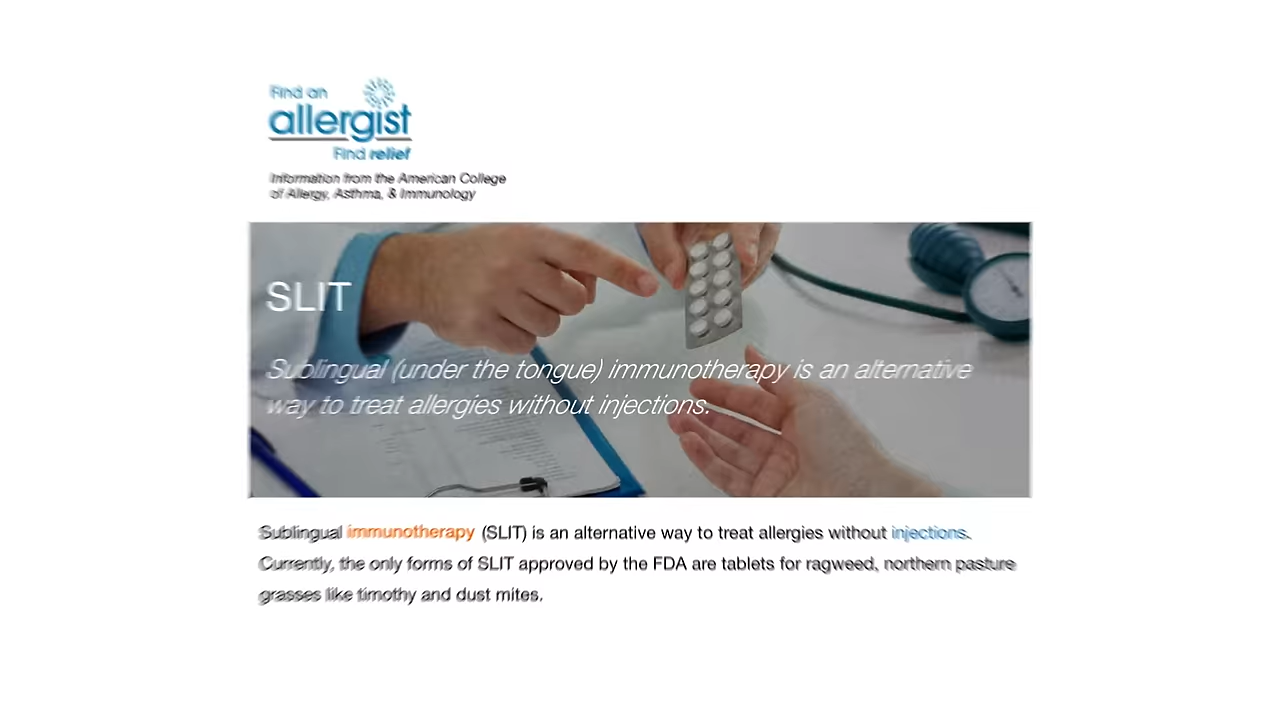 Find an
allergist
Find relief
Information from the American College
of Allergy, Asthma, & Immunology
SLIT
Sublingual (under the tongue) immunotherapy is an alternative
way to treat allergies without injections.
Sublingual immunotherapy (SLIT) is an alternative way to treat allergies without injections.
Currently, the only forms of SLIT approved by the FDA are tablets for ragweed, northern pasture
grasses like timothy and dust mites.